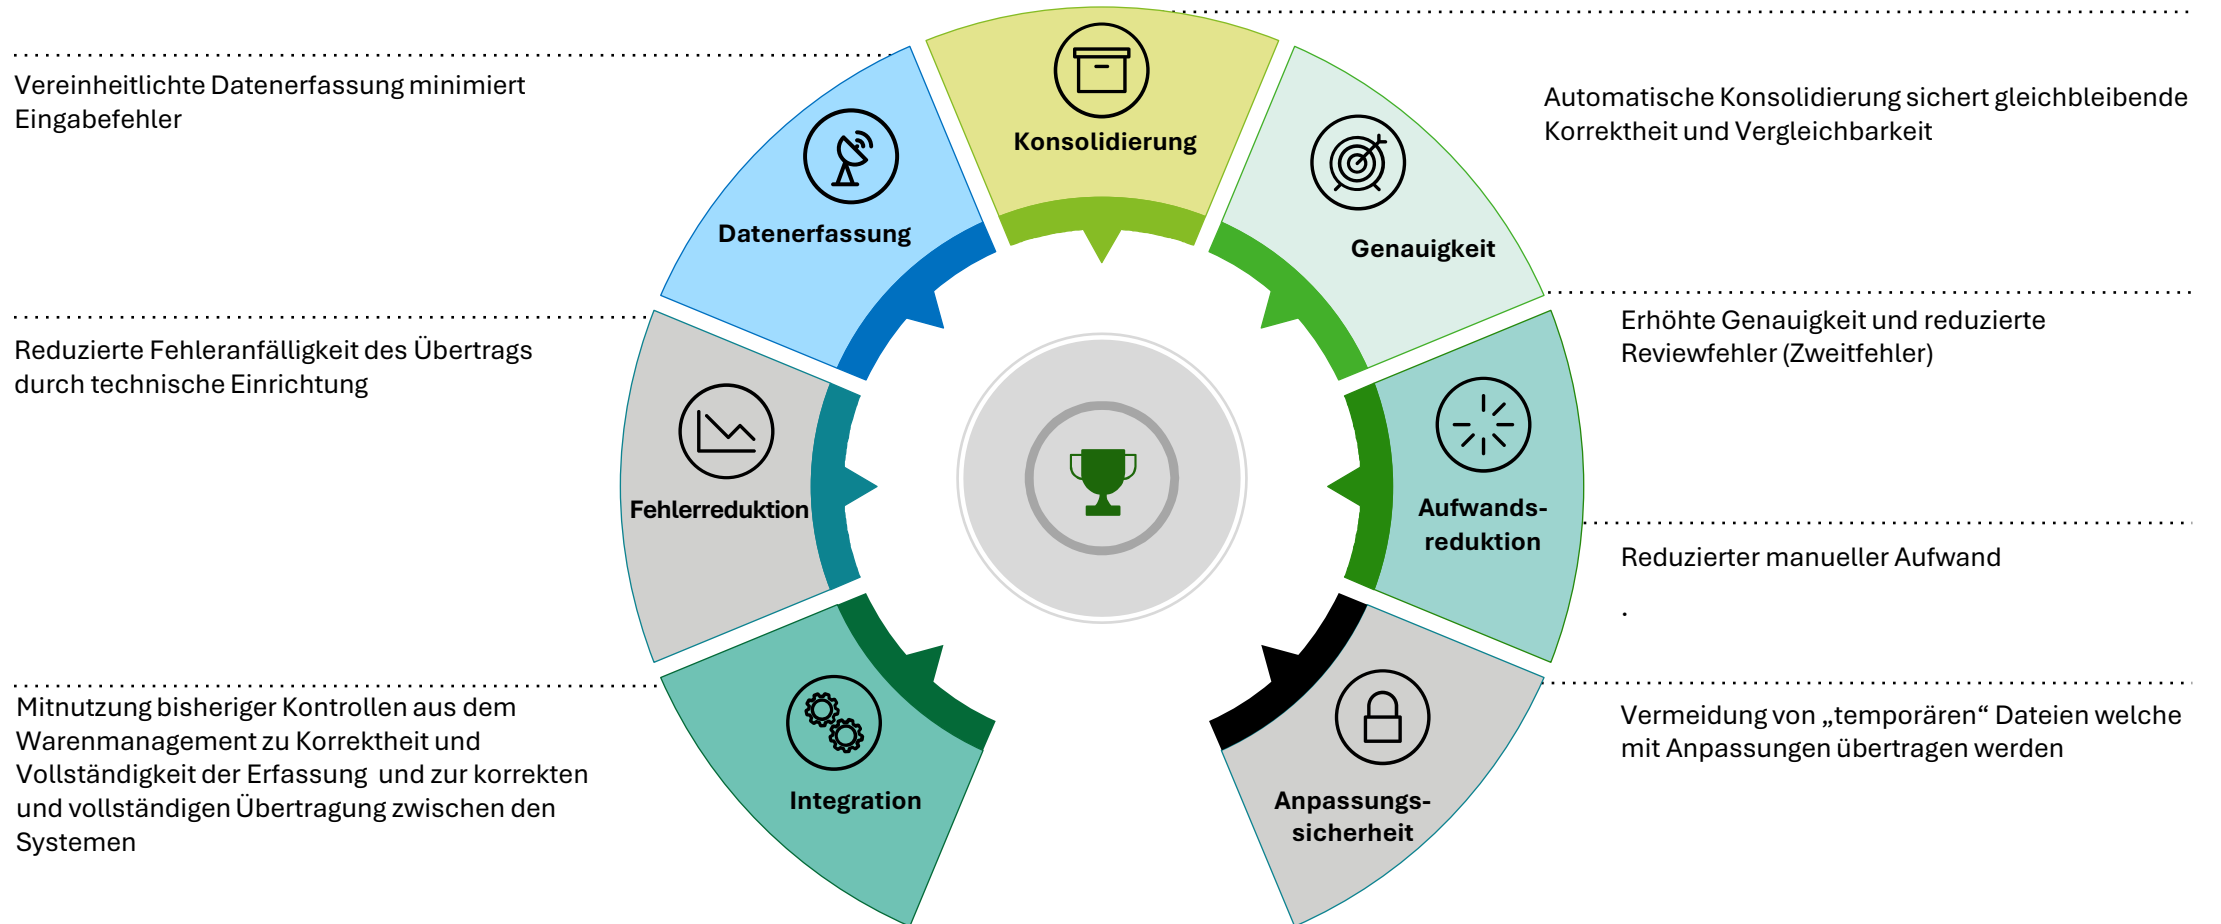 Vereinheitlichte Datenerfassung minimiert
Eingabefehler
Reduzierte Fehleranfälligkeit des Übertrags
durch technische Einrichtung
Mitnutzung bisheriger Kontrollen aus dem
Warenmanagement zu Korrektheit und
Vollständigkeit der Erfassung  und zur korrekten
und vollständigen Übertragung zwischen den
Systemen
Konsolidierung
Datenerfassung
Genauigkeit
Fehlerreduktion
Aufwands-
reduktion
Integration
Anpassungs-
sicherheit
Automatische Konsolidierung sichert gleichbleibende
Korrektheit und Vergleichbarkeit
Erhöhte Genauigkeit und reduzierte
Reviewfehler (Zweitfehler)
Reduzierter manueller Aufwand
.
Vermeidung von „temporären“ Dateien welche
mit Anpassungen übertragen werden